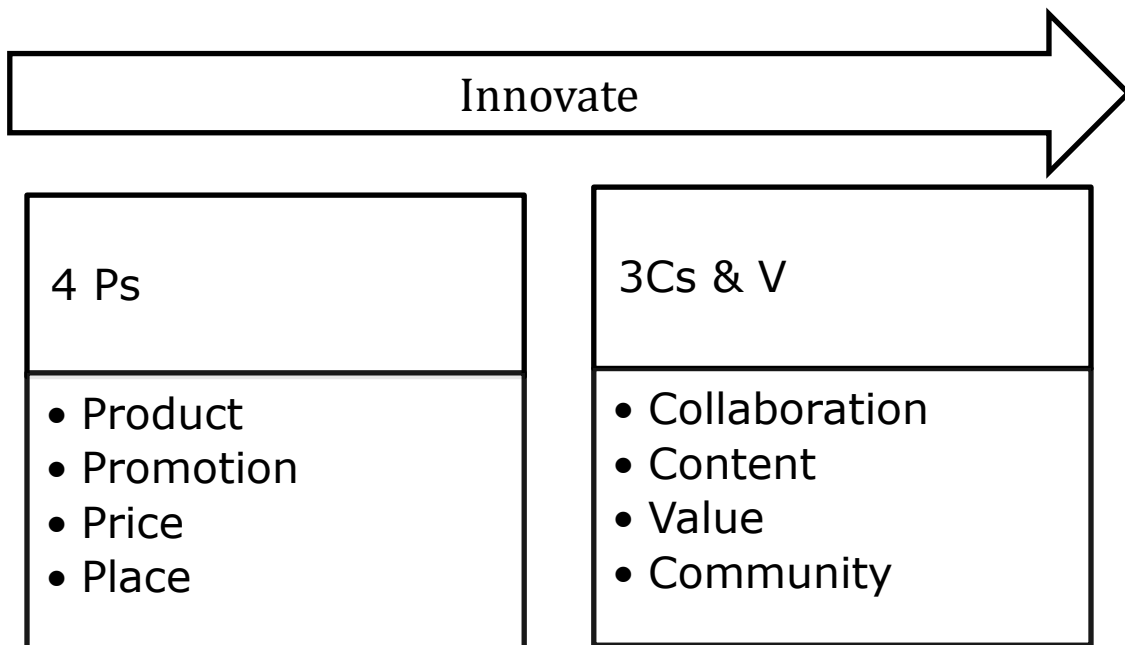 Innovate
4 Ps
• Product
• Promotion
• Price
• Place
3Cs & V
• Collaboration
• Content
• Value
• Community